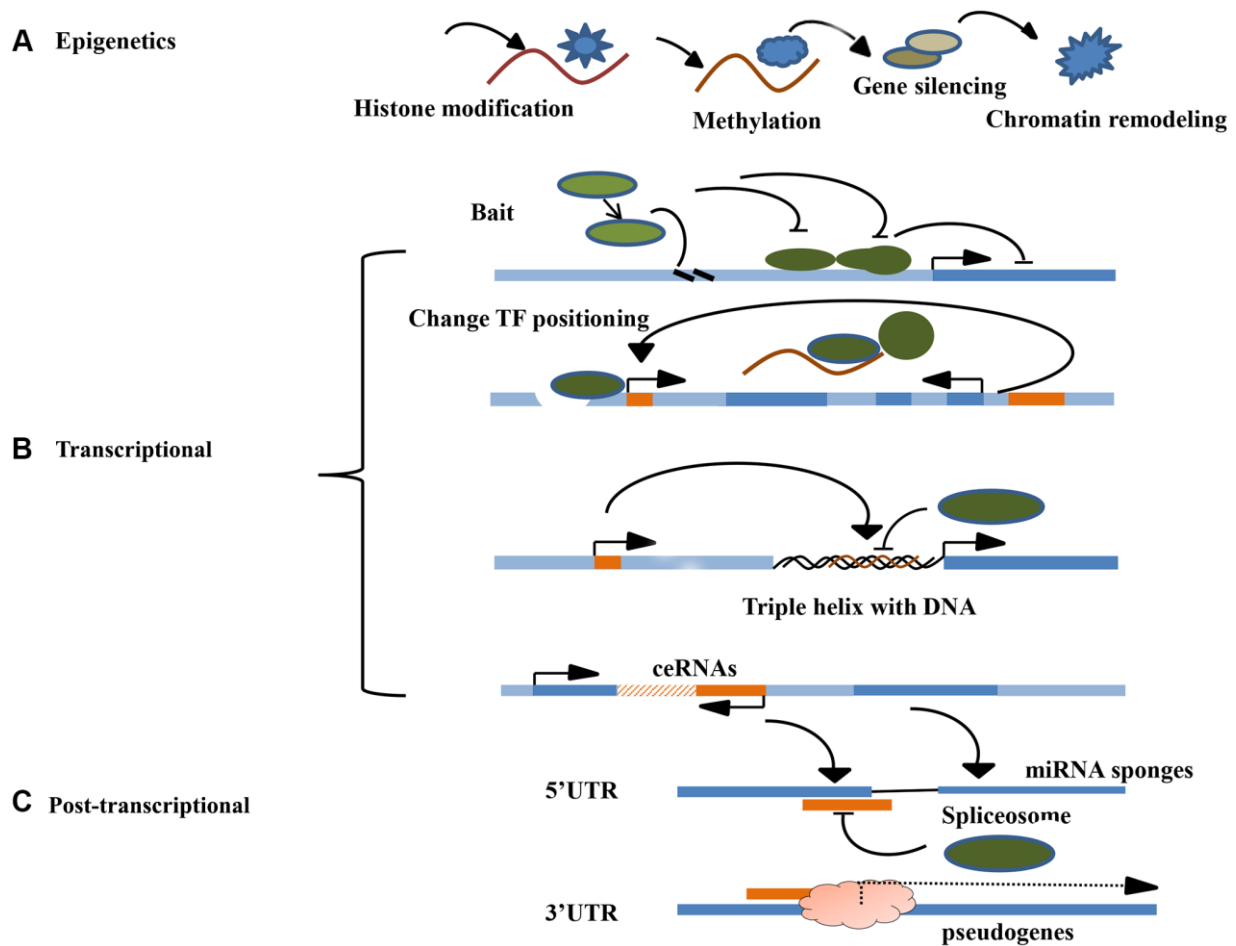 A Epigenetics
Histone modification
Methylation
Gene silencing
Chromatin remodeling
Bait
Change TF positioning
B Transcriptional
Triple helix with DNA
ceRNAs
C Post-transcriptional
5’UTR
miRNA sponges
Spliceosome
3’UTR
pseudogenes